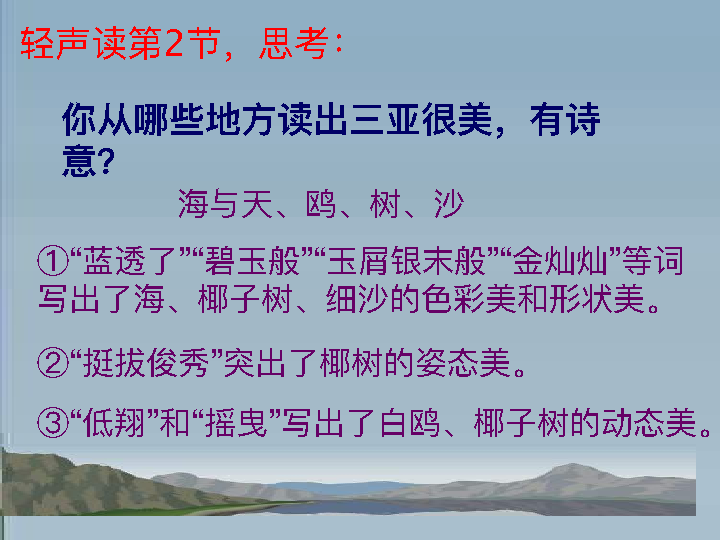 轻声读第2节，思考：
你从哪些地方读出三亚很美，有诗
意？
海与天、鸥、树、沙
①“蓝透了”“碧玉般”“玉屑银末般”“金灿灿”等词
写出了海、椰子树、细沙的色彩美和形状美。
②“挺拔俊秀”突出了椰树的姿态美。
③“低翔”和“摇曳”写出了白鸥、椰子树的动态美。